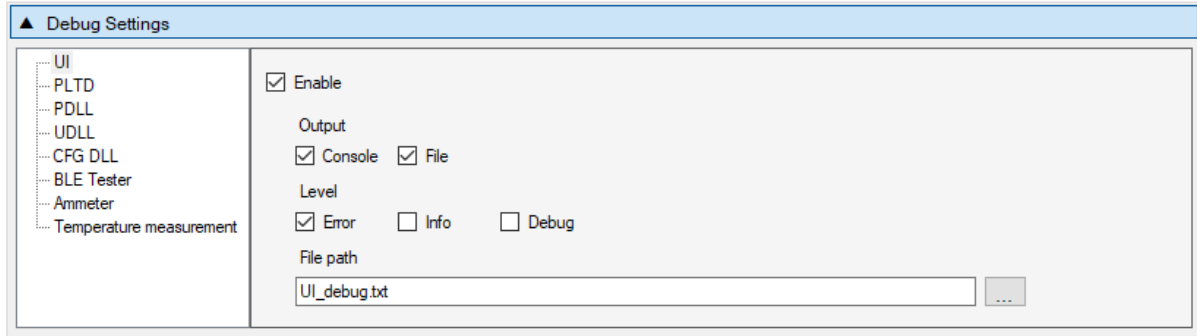 ▲ Debug Settings
UI
PLTD
PDLL
UDLL
CFG DLL
BLE Tester
Ammeter
Temperature measurement
Enable
Output
Console File
Level
Error Info Debug
File path
UI_debug.txt
...